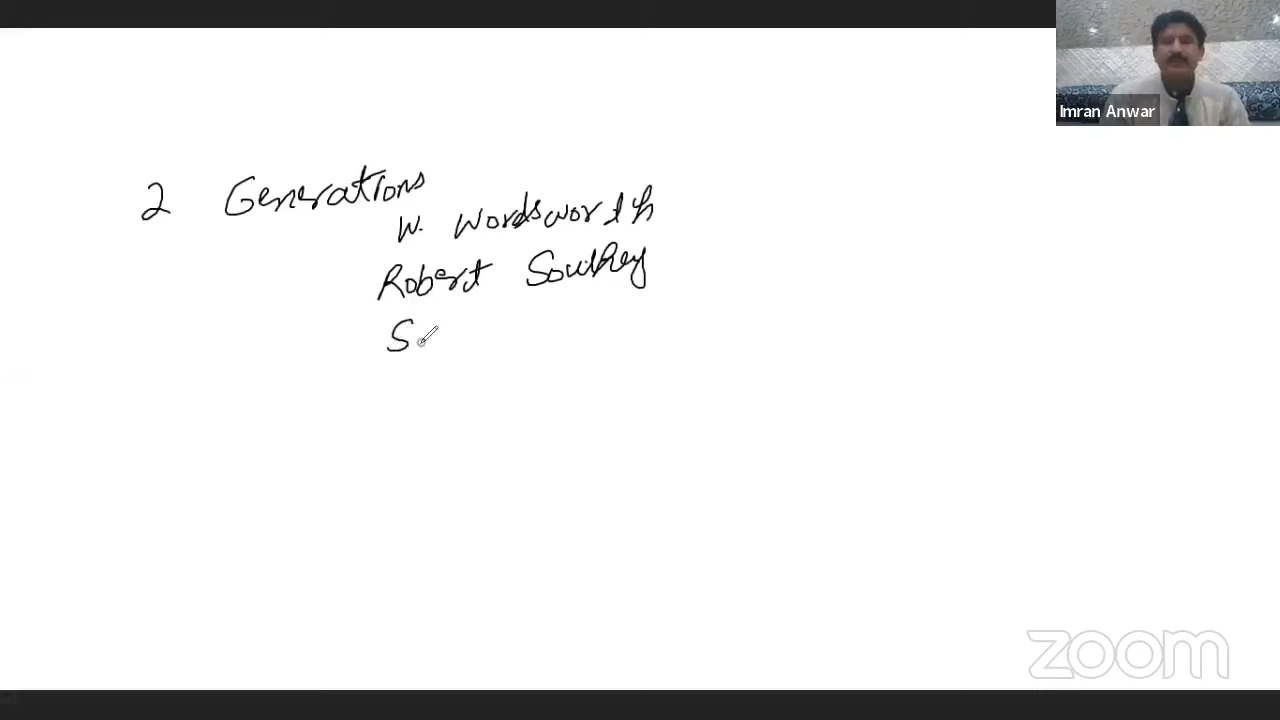 Imran Anwar
2 Generations
W. Wordsworth
Robert Southey
S
zoom